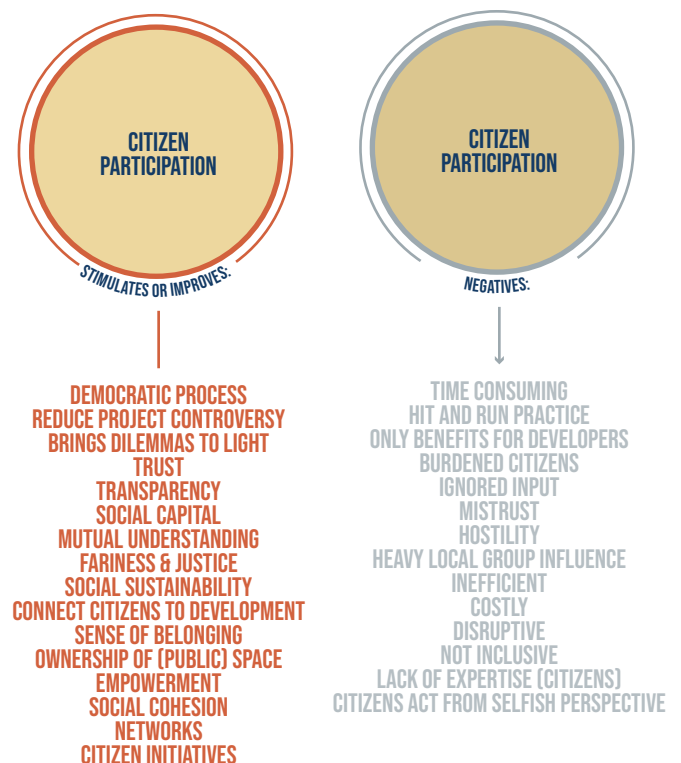 CITIZEN
PARTICIPATION
STIMULATES OR IMPROVES:
DEMOCRATIC PROCESS
REDUCE PROJECT CONTROVERSY
BRINGS DILEMMAS TO LIGHT
TRUST
TRANSPARENCY
SOCIAL CAPITAL
MUTUAL UNDERSTANDING
FARINESS & JUSTICE
SOCIAL SUSTAINABILITY
CONNECT CITIZENS TO DEVELOPMENT
SENSE OF BELONGING
OWNERSHIP OF (PUBLIC) SPACE
EMPOWERMENT
SOCIAL COHESION
NETWORKS
CITIZEN INITIATIVES
CITIZEN
PARTICIPATION
NEGATIVES:
TIME CONSUMING
HIT AND RUN PRACTICE
ONLY BENEFITS FOR DEVELOPERS
BURDENED CITIZENS
IGNORED INPUT
MISTRUST
HOSTILITY
HEAVY LOCAL GROUP INFLUENCE
INEFFICIENT
COSTLY
DISRUPTIVE
NOT INCLUSIVE
LACK OF EXPERTISE (CITIZENS)
CITIZENS ACT FROM SELFISH PERSPECTIVE